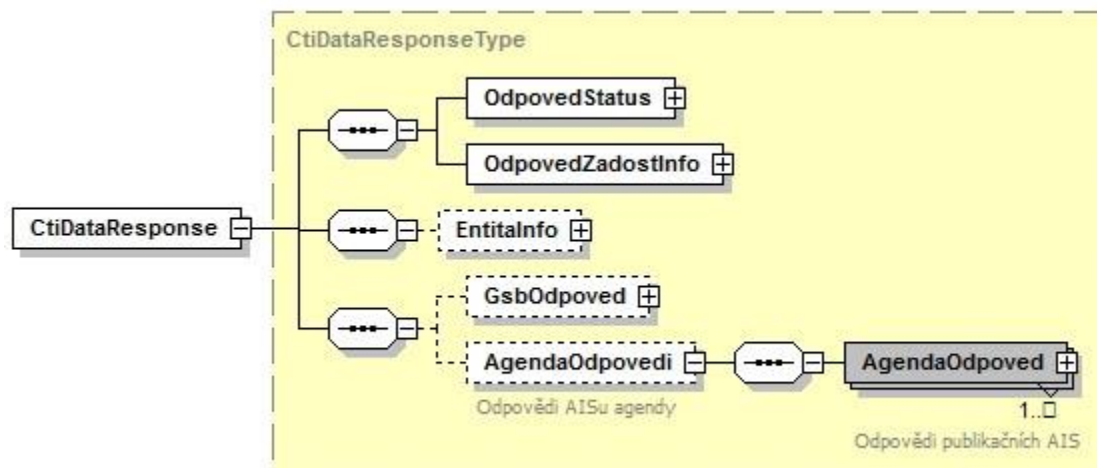 CtiDataResponseType
OdpovedStatus
OdpovedZadostInfo
CtiDataResponse
EntitaInfo
GsbOdpoved
AgendaOdpovedi
AgendaOdpoved
Odpovědi AISu agendy
1..□
Odpovědi publikačních AIS